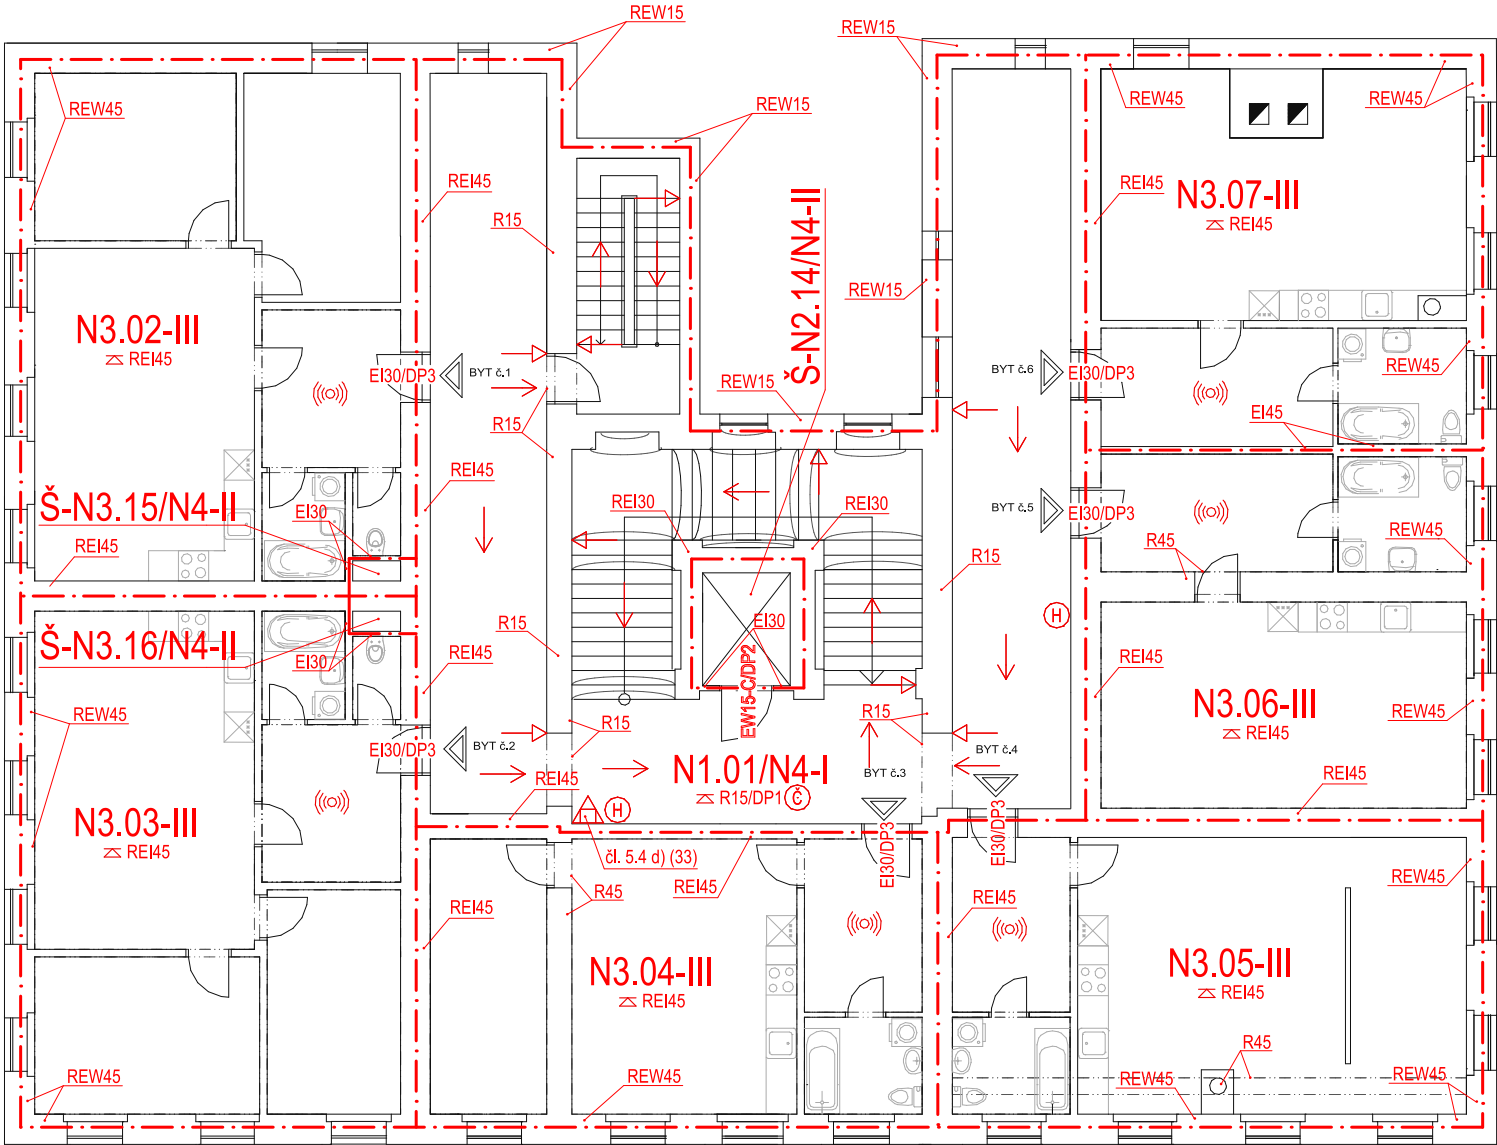 REW15
REW15
REW45
REW15
REW45
REW45
REI45
R15
REI45
N3.07-III
REI45
Š-N2.14/N4-II
REW15
N3.02-III
REI45
EI30/DP3
BYT č.1
REW15
BYT č.6
EI30/DP3
REW45
R15
EI45
REI45
Š-N3.15/N4-II
EI30
REI45
REI30
REI30
BYT č.5
EI30/DP3
REW45
R45
R15
H
EI30
R15
Š-N3.16/N4-II
EI30
REI45
REI45
EW15-C/DP2
N3.06-III
REI45
REW45
REW45
R15
R15
EI30/DP3
BYT č.2
BYT č.4
N1.01/N4-I
R15/DP1
Č
BYT č.3
REI45
REI45
H
N3.03-III
REI45
EI30/DP3
EI30/DP3
čl. 5.4 d) (33)
R45
REI45
REI45
REI45
REW45
N3.04-III
REI45
N3.05-III
REI45
R45
REW45
REW45
REW45
REW45